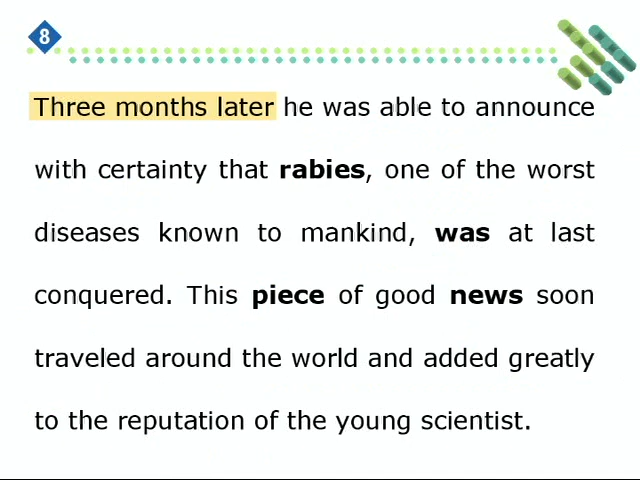 8
Three months later he was able to announce
with certainty that rabies, one of the worst
diseases known to mankind, was at last
conquered. This piece of good news soon
traveled around the world and added greatly
to the reputation of the young scientist.